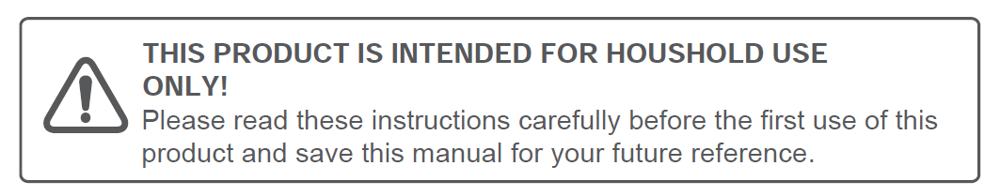 THIS PRODUCT IS INTENDED FOR HOUSHOLD USE
ONLY!
Please read these instructions carefully before the first use of this
product and save this manual for your future reference.